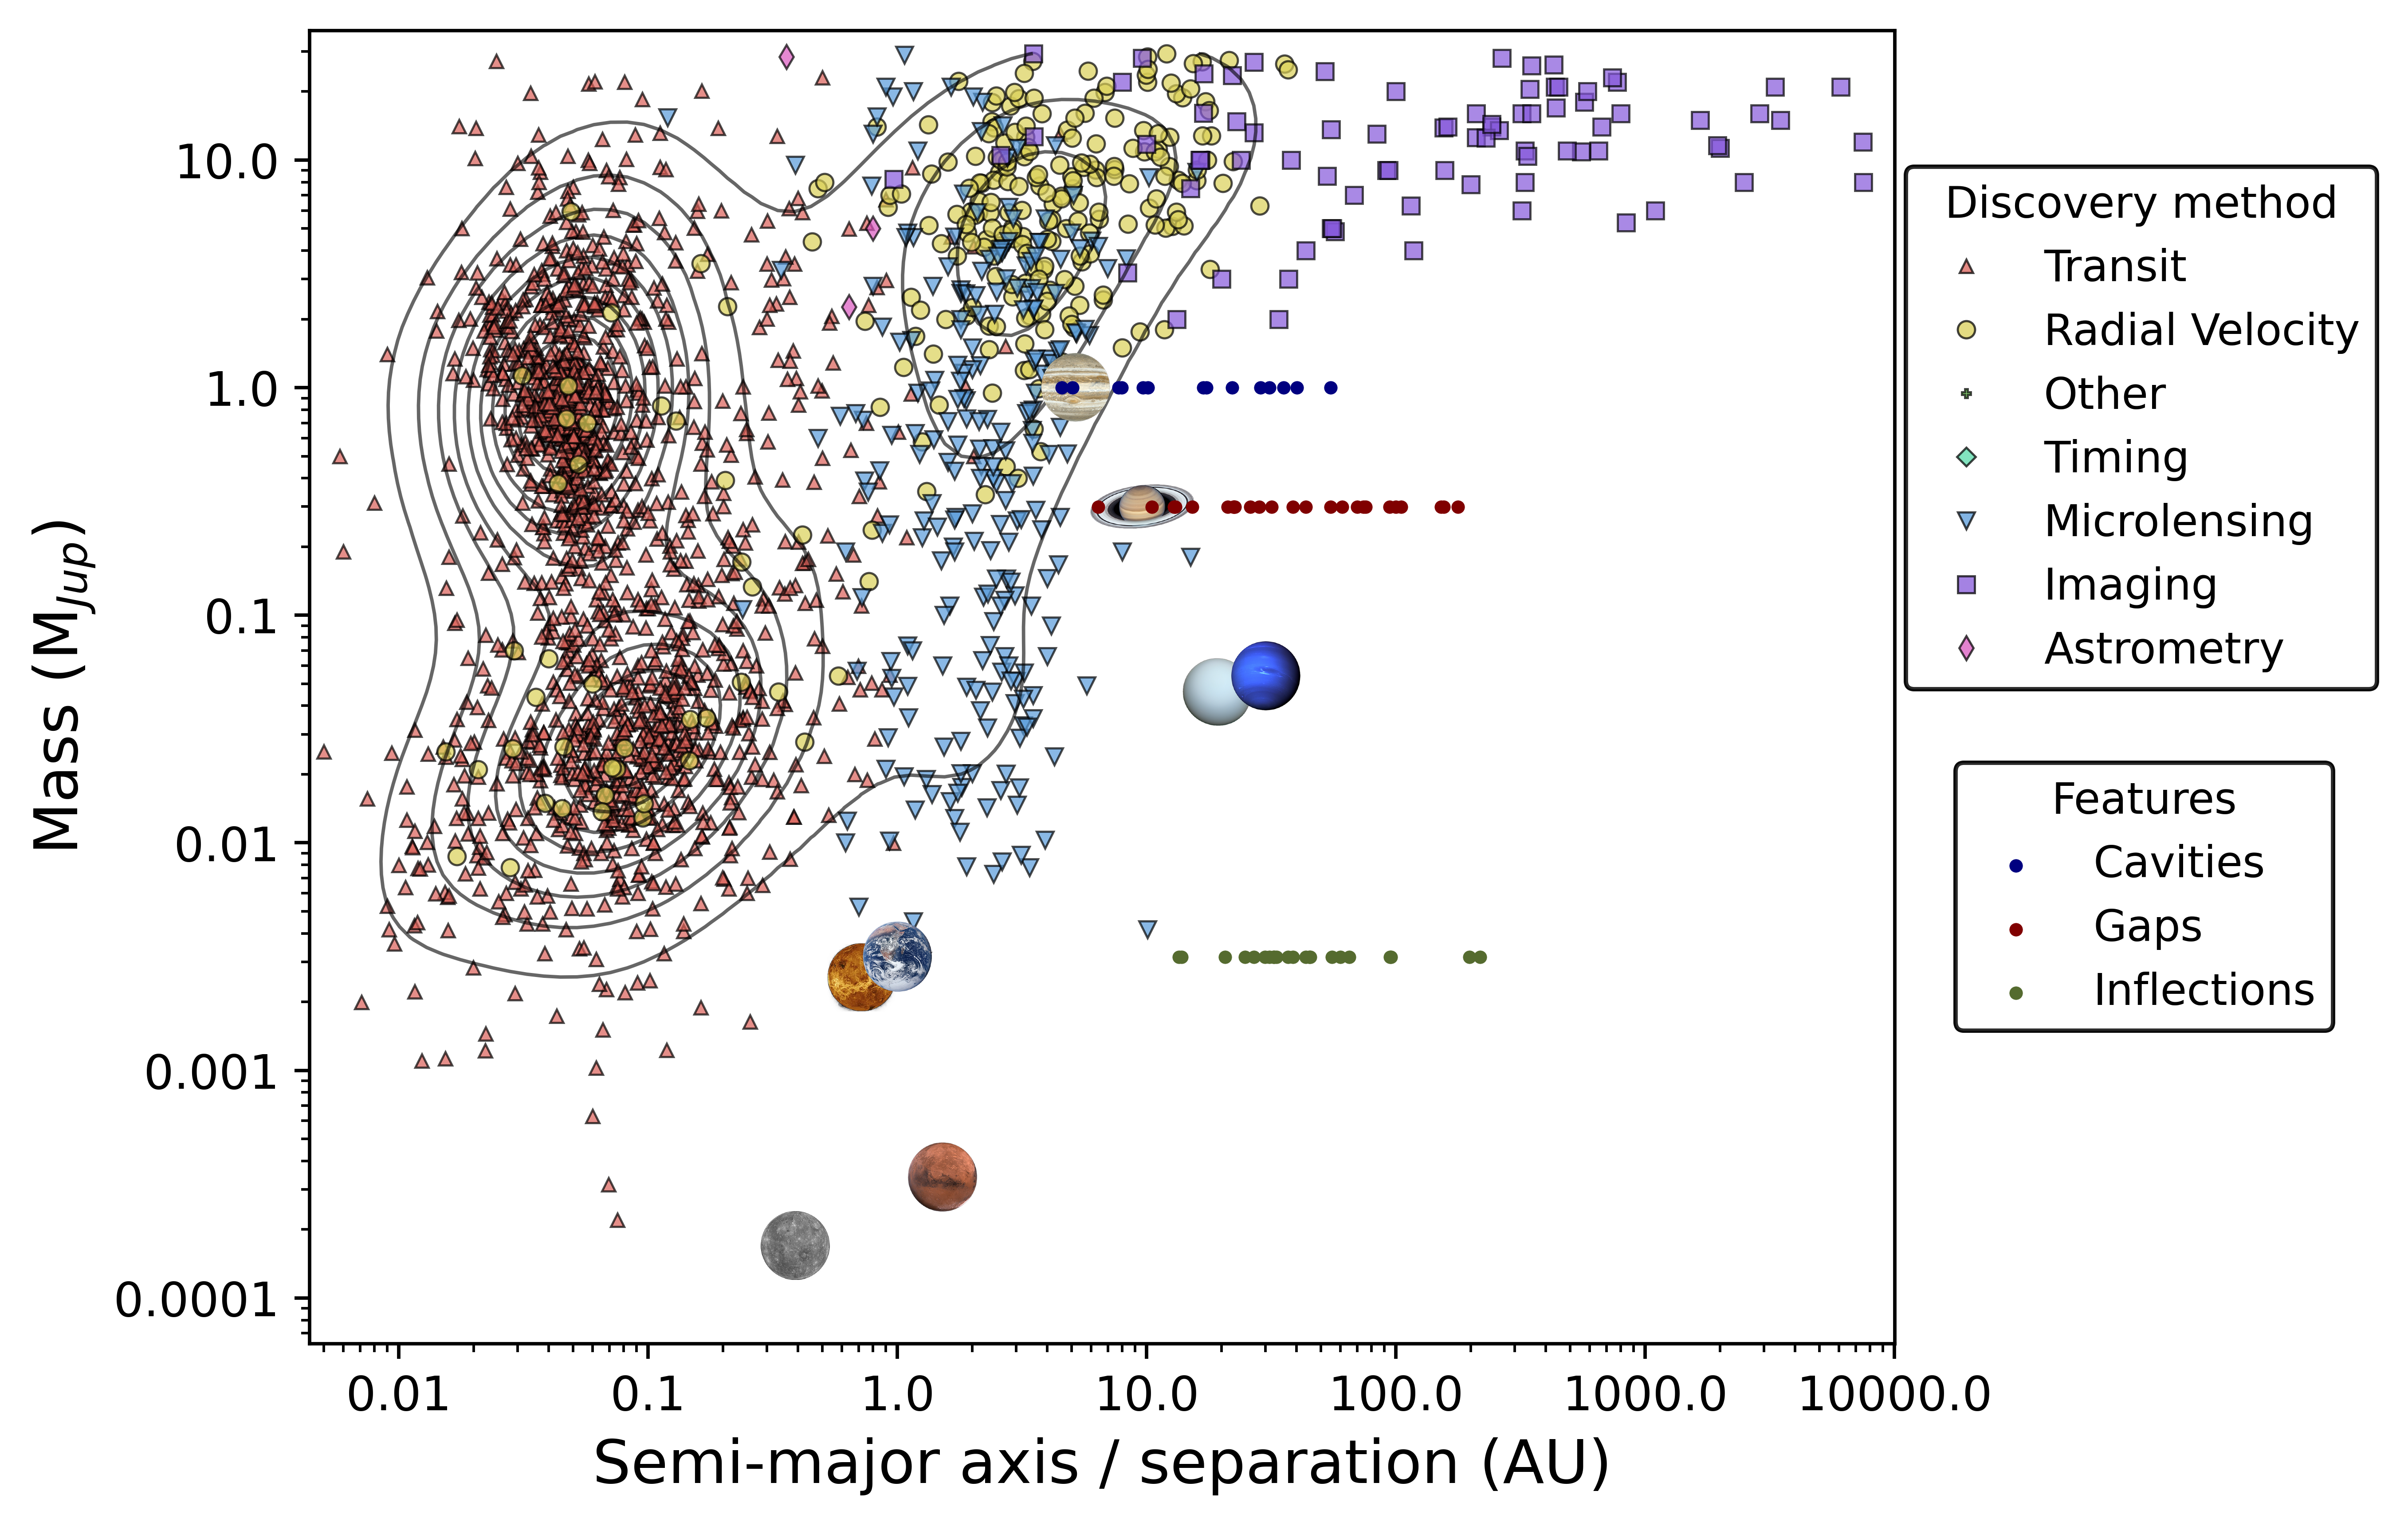 10.0
1.0
0.1
0.01
0.001
0.0001
Mass (M_Jup)
0.01 0.1 1.0 10.0 100.0 1000.0 10000.0
Semi-major axis / separation (AU)
Discovery method
Transit
Radial Velocity
Other
Timing
Microlensing
Imaging
Astrometry
Features
Cavities
Gaps
Inflections